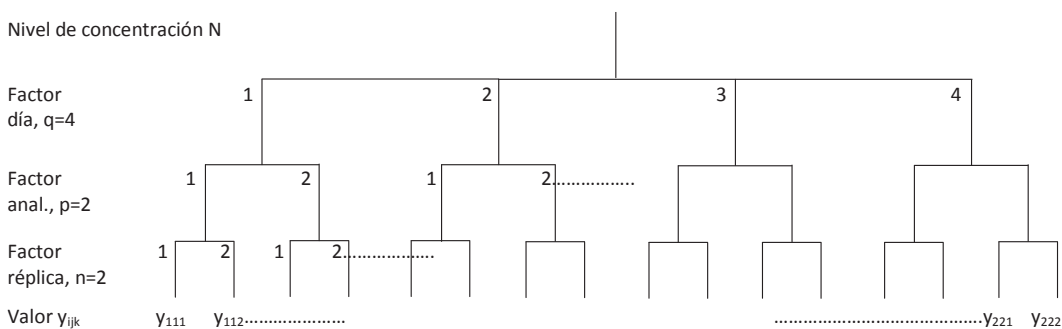 Nivel de concentración N
Factor 1 2 3 4
día, q=4
Factor 1 2 1 2................
anal., p=2
Factor 1 2 1 2...................
réplica, n=2
Valor yijk y111 y112.................... ..........................................y221 y222